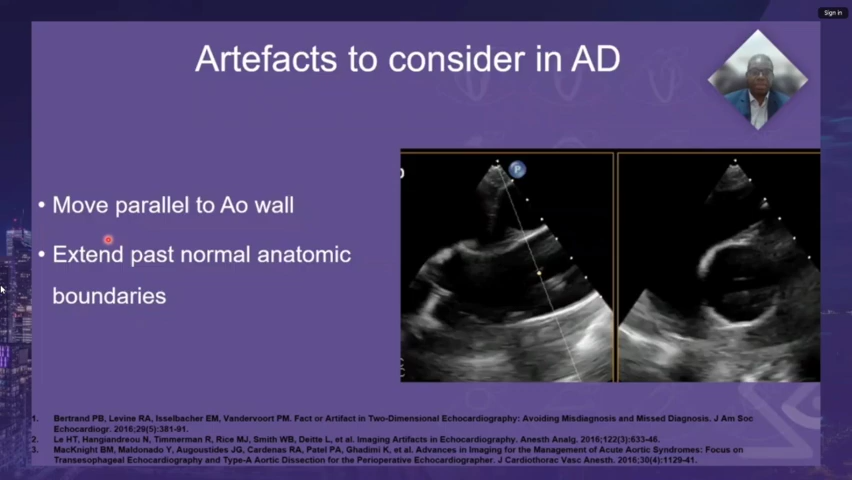 Sign in
Artefacts to consider in AD
P
• Move parallel to Ao wall
• Extend past normal anatomic
boundaries
1. Bertrand PB, Levine RA, Isselbacher EM, Vandervoort PM. Fact or Artifact in Two-Dimensional Echocardiography: Avoiding Misdiagnosis and Missed Diagnosis. J Am Soc
Echocardiogr. 2016;29(5):381-91.
2. Le HT, Hangiandreou N, Timmerman R, Rice MJ, Smith WB, Deitte L, et al. Imaging Artifacts in Echocardiography. Anesth Analg. 2016;122(3):633-46.
3. MacKnight BM, Maldonado Y, Augoustides JG, Cardenas RA, Patel PA, Ghadimi K, et al. Advances in Imaging for the Management of Acute Aortic Syndromes: Focus on
Transesophageal Echocardiography and Type-A Aortic Dissection for the Perioperative Echocardiographer. J Cardiothorac Vasc Anesth. 2016;30(4):1129-41.